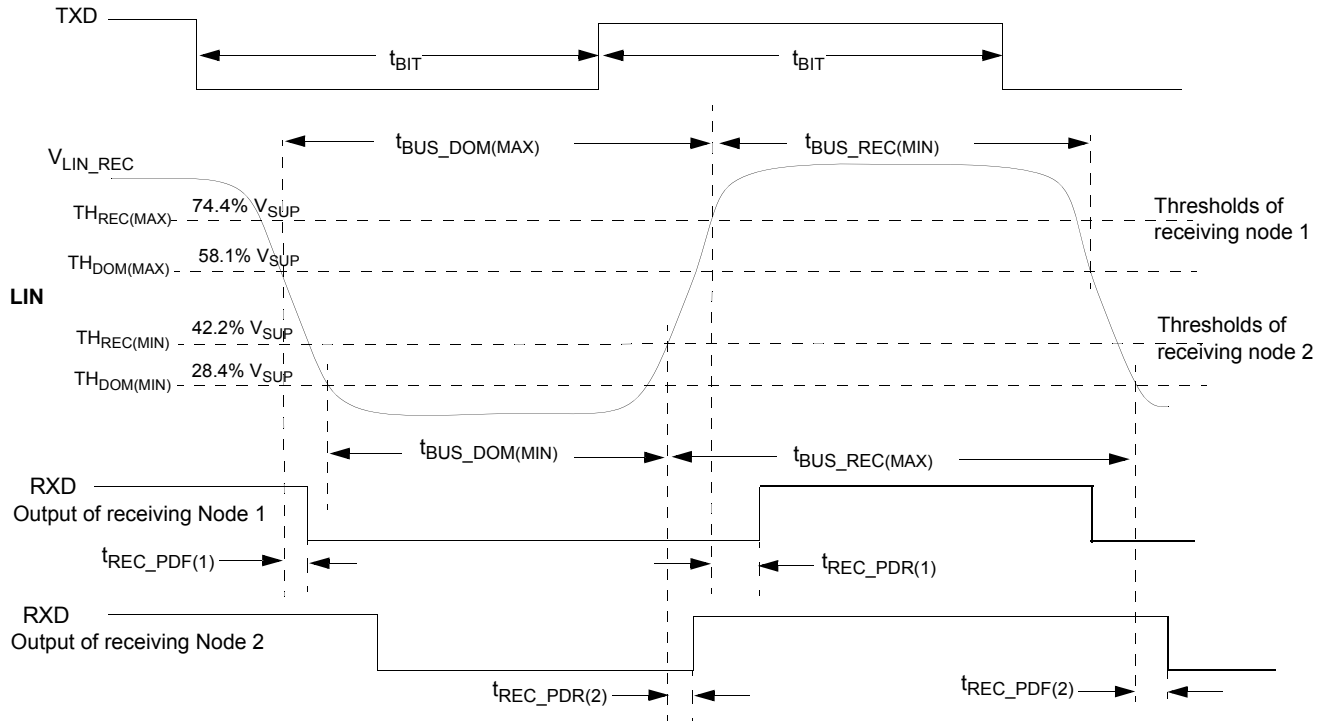 TXD
tBIT
tBIT
tBUS_DOM(MAX)
tBUS_REC(MIN)
VLIN_REC
THREC(MAX) 74.4% VSUP
Thresholds of
receiving node 1
THDOM(MAX) 58.1% VSUP
LIN
THREC(MIN) 42.2% VSUP
Thresholds of
receiving node 2
THDOM(MIN) 28.4% VSUP
tBUS_DOM(MIN)
tBUS_REC(MAX)
RXD
Output of receiving Node 1
tREC_PDF(1)
tREC_PDR(1)
RXD
Output of receiving Node 2
tREC_PDR(2)
tREC_PDF(2)